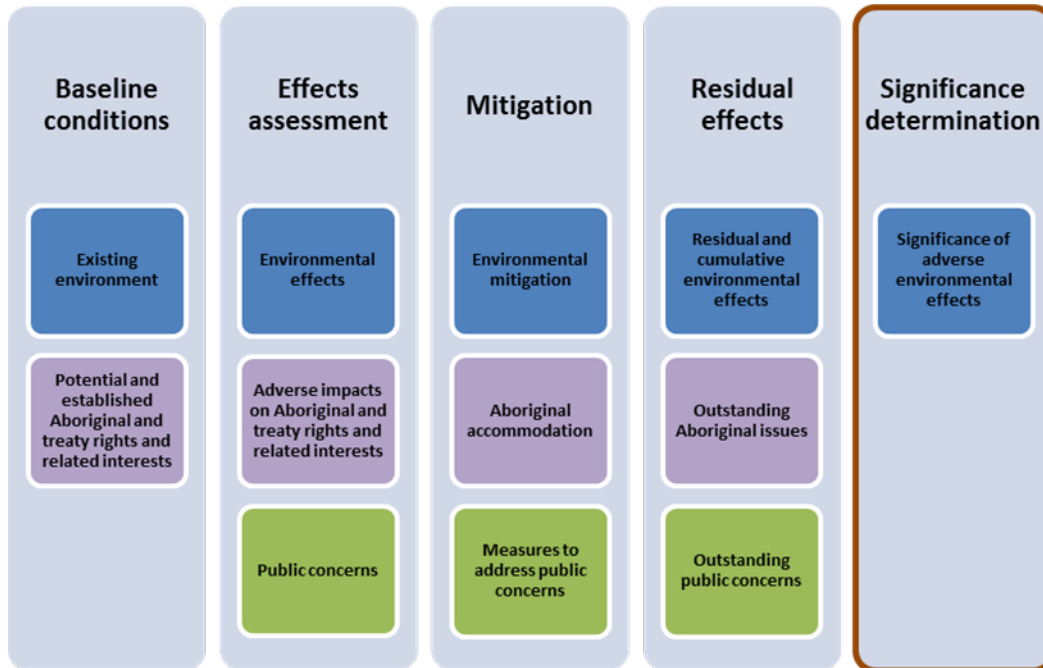 Baseline
conditions
Existing
environment
Potential and
established
Aboriginal and
treaty rights and
related interests
Effects
assessment
Environmental
effects
Adverse impacts
on Aboriginal and
treaty rights and
related interests
Public concerns
Mitigation
Environmental
mitigation
Aboriginal
accommodation
Measures to
address public
concerns
Residual
effects
Residual and
cumulative
environmental
effects
Outstanding
Aboriginal issues
Outstanding
public concerns
Significance
determination
Significance of
adverse
environmental
effects